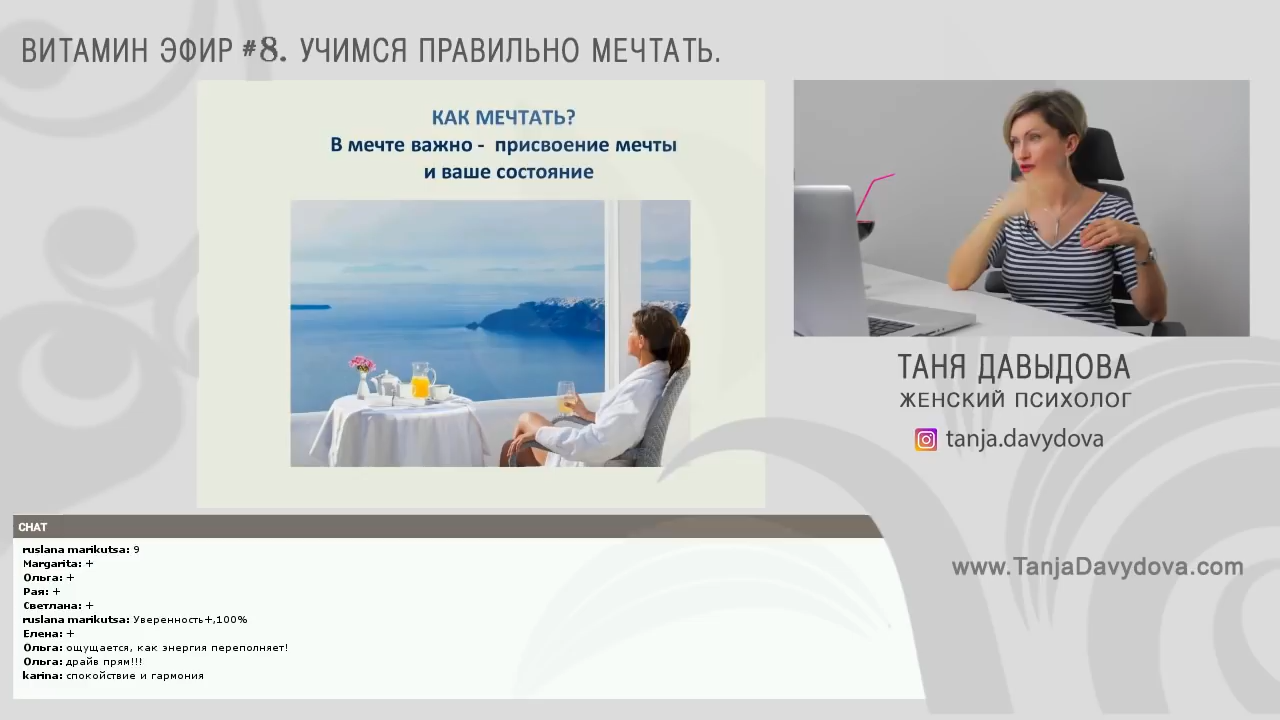 ВИТАМИН ЭФИР #8. УЧИМСЯ ПРАВИЛЬНО МЕЧТАТЬ.
КАК МЕЧТАТЬ?
В мечте важно - присвоение мечты
и ваше состояние
ТАНЯ ДАВЫДОВА
ЖЕНСКИЙ ПСИХОЛОГ
tanja.davydova
www.TanjaDavydova.com
CHAT
ruslana marikutsa: 9
Margarita: +
Ольга: +
Рая: +
Светлана: +
ruslana marikutsa: Уверенность+,100%
Елена: +
Ольга: ощущается, как энергия переполняет!
Ольга: драйв прям!!!
karina: спокойствие и гармония